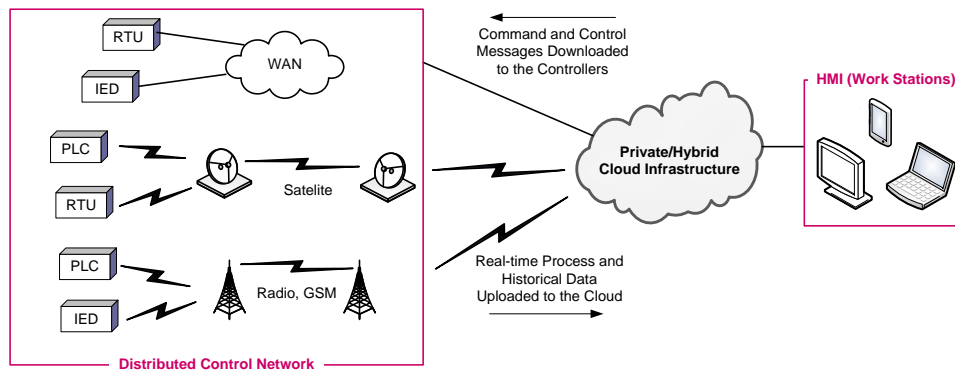 RTU
IED
WAN
PLC
RTU
Satelite
PLC
IED
Radio, GSM
Distributed Control Network
Command and Control
Messages Downloaded
to the Controllers
Private/Hybrid
Cloud Infrastructure
Real-time Process and
Historical Data
Uploaded to the Cloud
HMI (Work Stations)